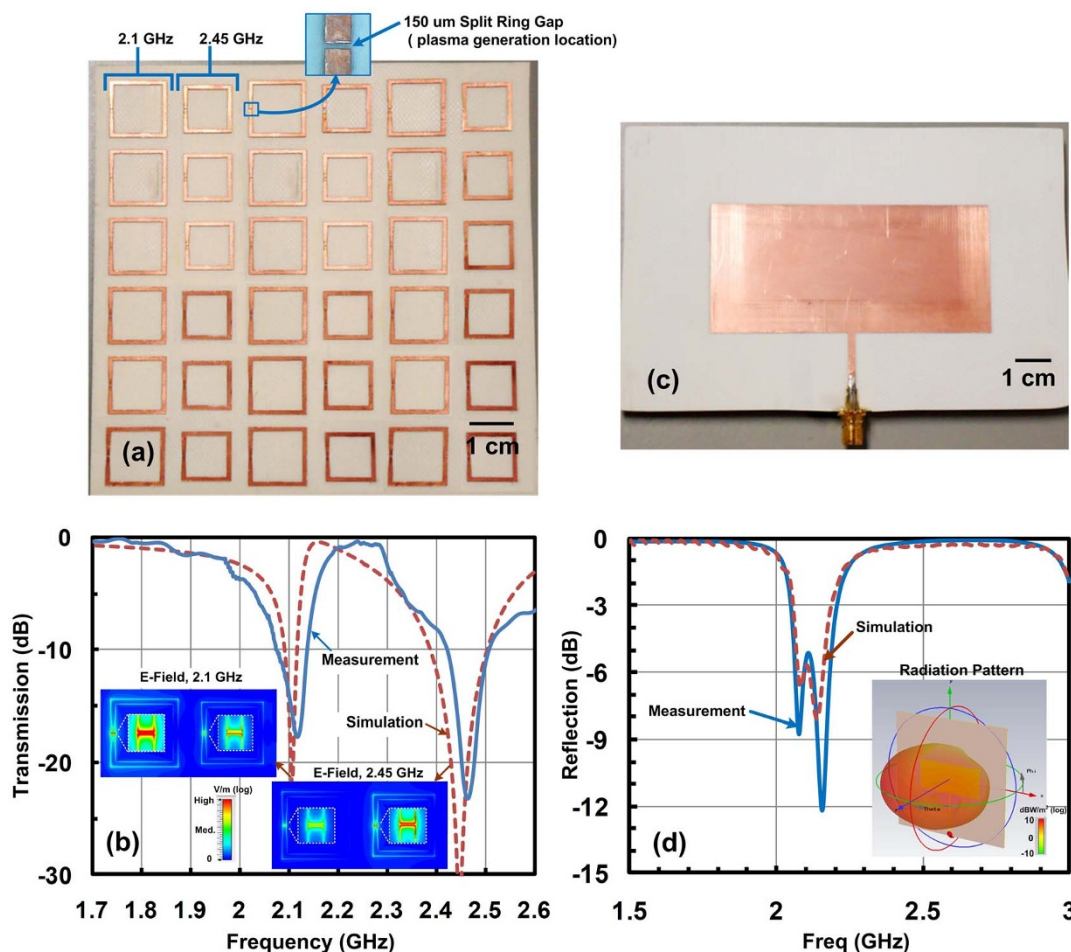 2.1 GHz
2.45 GHz
150 um Split Ring Gap
( plasma generation location)
(a)
1 cm
(c)
1 cm
Transmission (dB)
0
-10
-20
-30
Measurement
Simulation
E-Field, 2.1 GHz
E-Field, 2.45 GHz
V/m (log)
High
Med.
0
(b)
1.7 1.8 1.9 2 2.1 2.2 2.3 2.4 2.5 2.6
Frequency (GHz)
Reflection (dB)
0
-3
-6
-9
-12
-15
Simulation
Measurement
Radiation Pattern
Phi
Theta
dBW/m² (log)
10
0
-10
(d)
1.5 2 2.5 3
Freq (GHz)